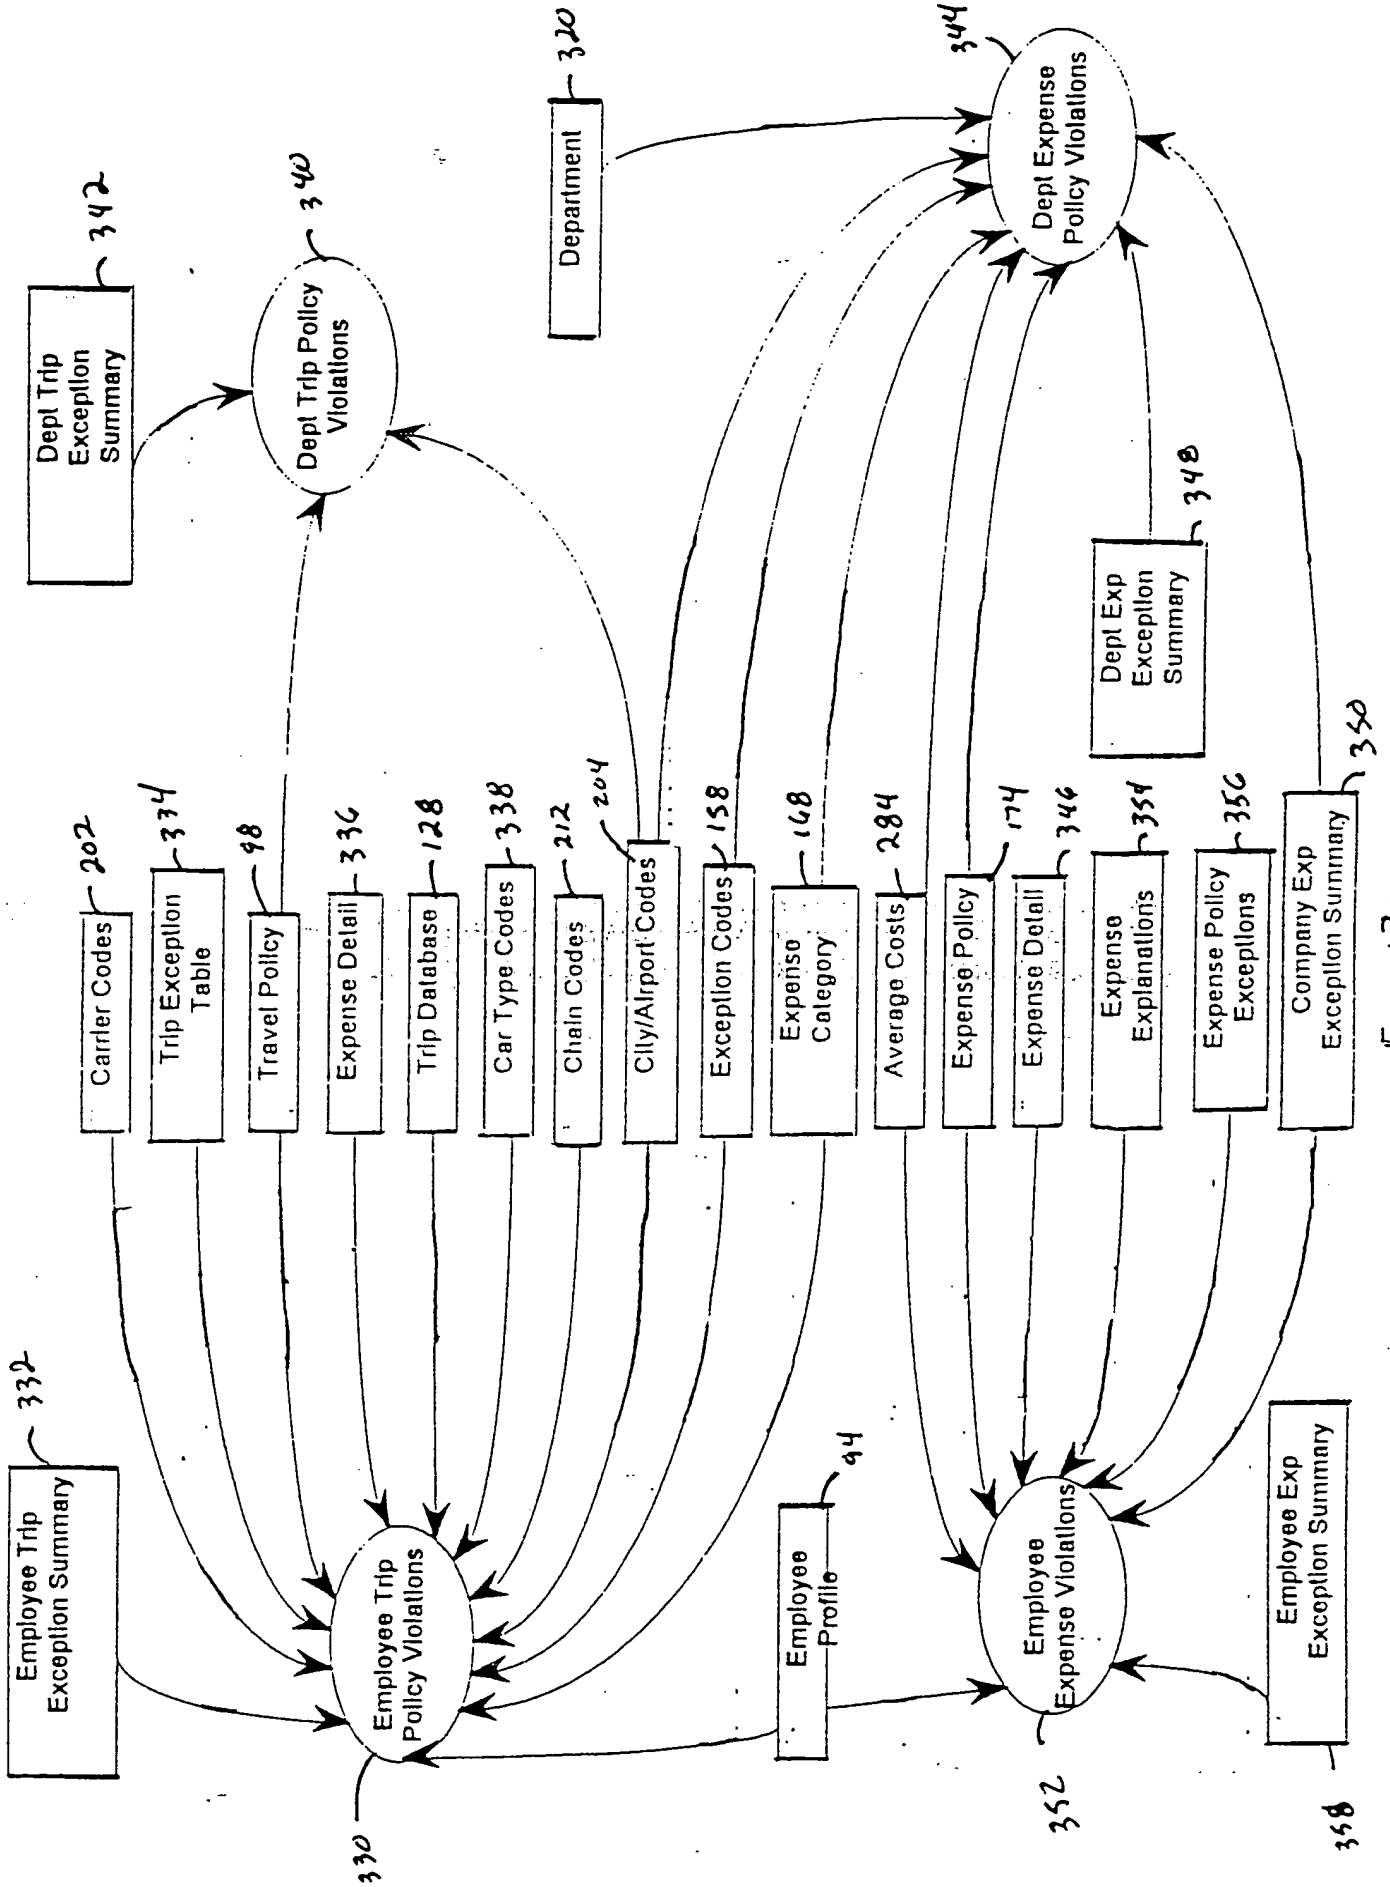 Employee Trip
Exception Summary
332
Carrier Codes
202
Trip Exception
Table
334
Travel Policy
98
Expense Detail
336
Trip Database
128
Car Type Codes
338
Chain Codes
212
City/Airport Codes
204
Exception Codes
158
Expense
Category
168
Average Costs
284
Expense Policy
174
Expense Detail
346
Expense
Explanations
354
Expense Policy
Exceptions
356
Company Exp
Exception Summary
350
Dept Trip
Exception
Summary
342
Dept Trip Policy
Violations
340
Department
320
Dept Expense
Policy Violations
344
Dept Exp
Exception
Summary
348
Employee Trip
Policy Violations
330
Employee
Profile
94
Employee
Expense Violations
352
Employee Exp
Exception Summary
358